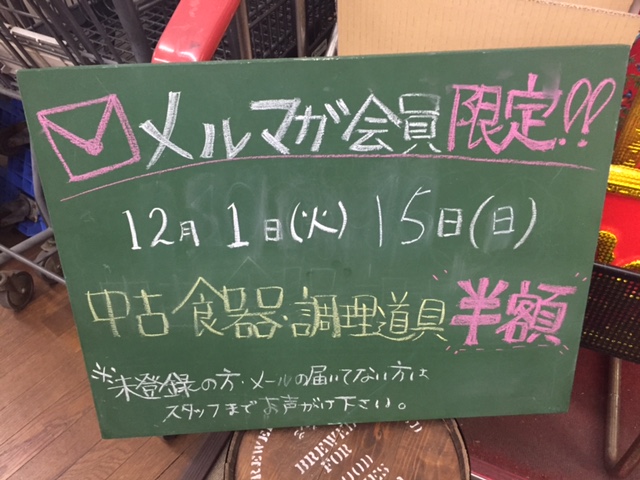 メルマガ会員限定!!
12月1日(火) 15日(日)
中古食器・調理道具半額
※未登録の方・メールの届いてない方は
スタッフまでお声がけ下さい。
BREWED
FOR